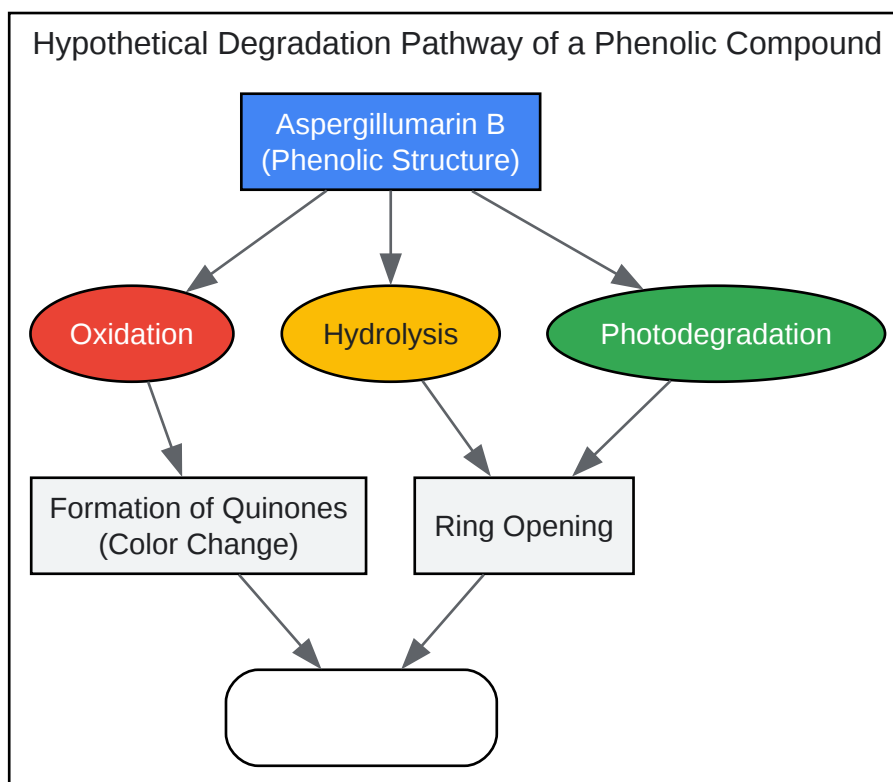 Hypothetical Degradation Pathway of a Phenolic Compound
Aspergillumarin B
(Phenolic Structure)
Oxidation
Hydrolysis
Photodegradation
Formation of Quinones
(Color Change)
Ring Opening